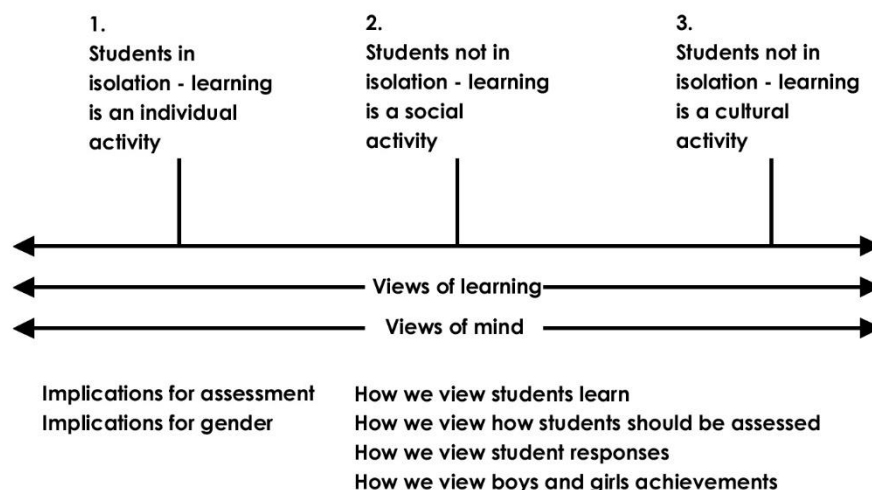 1.
Students in
isolation - learning
is an individual
activity
2.
Students not in
isolation - learning
is a social
activity
3.
Students not in
isolation - learning
is a cultural
activity
Views of learning
Views of mind
Implications for assessment
Implications for gender
How we view students learn
How we view how students should be assessed
How we view student responses
How we view boys and girls achievements